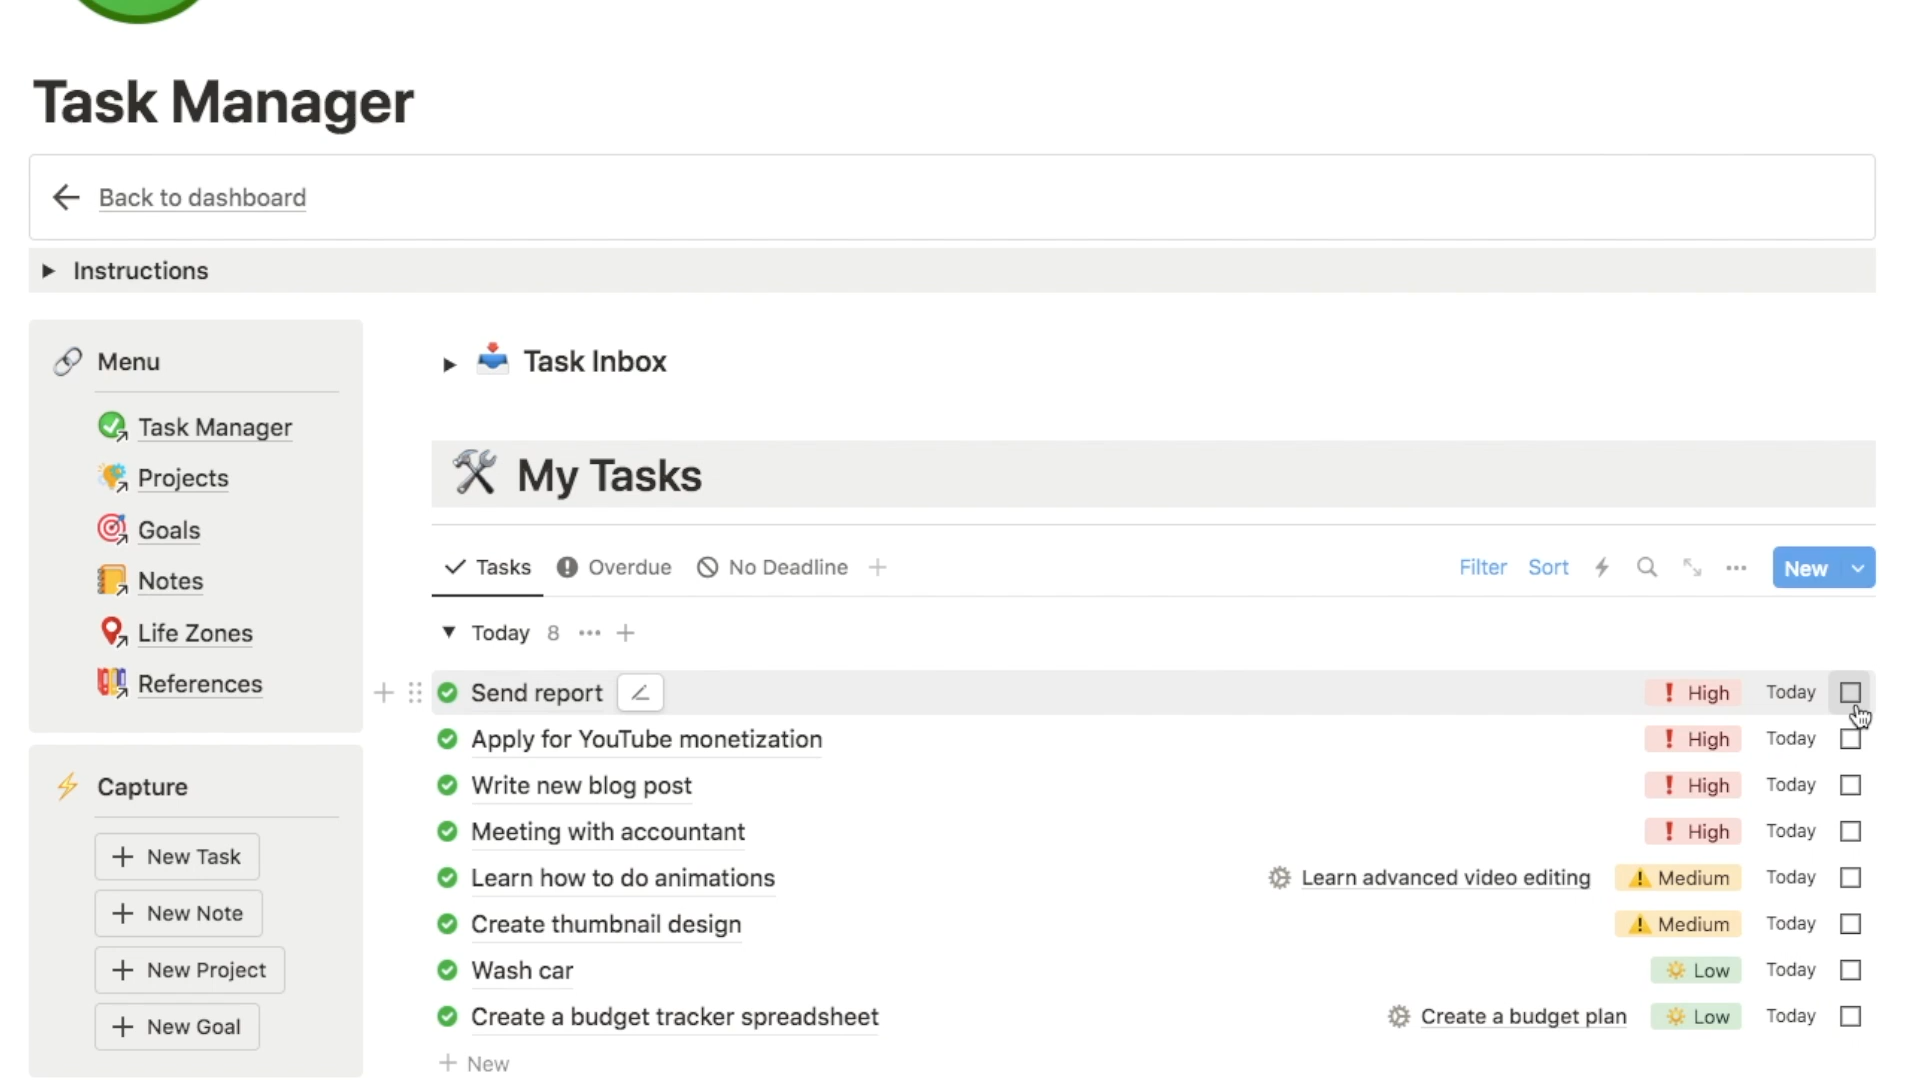 Task Manager
Back to dashboard
Instructions
Menu
Task Manager
Projects
Goals
Notes
Life Zones
References
Capture
New Task
New Note
New Project
New Goal
Task Inbox
My Tasks
Tasks Overdue No Deadline Filter Sort New
Today 8
Send report High Today
Apply for YouTube monetization High Today
Write new blog post High Today
Meeting with accountant High Today
Learn how to do animations Learn advanced video editing Medium Today
Create thumbnail design Medium Today
Wash car Low Today
Create a budget tracker spreadsheet Create a budget plan Low Today
New